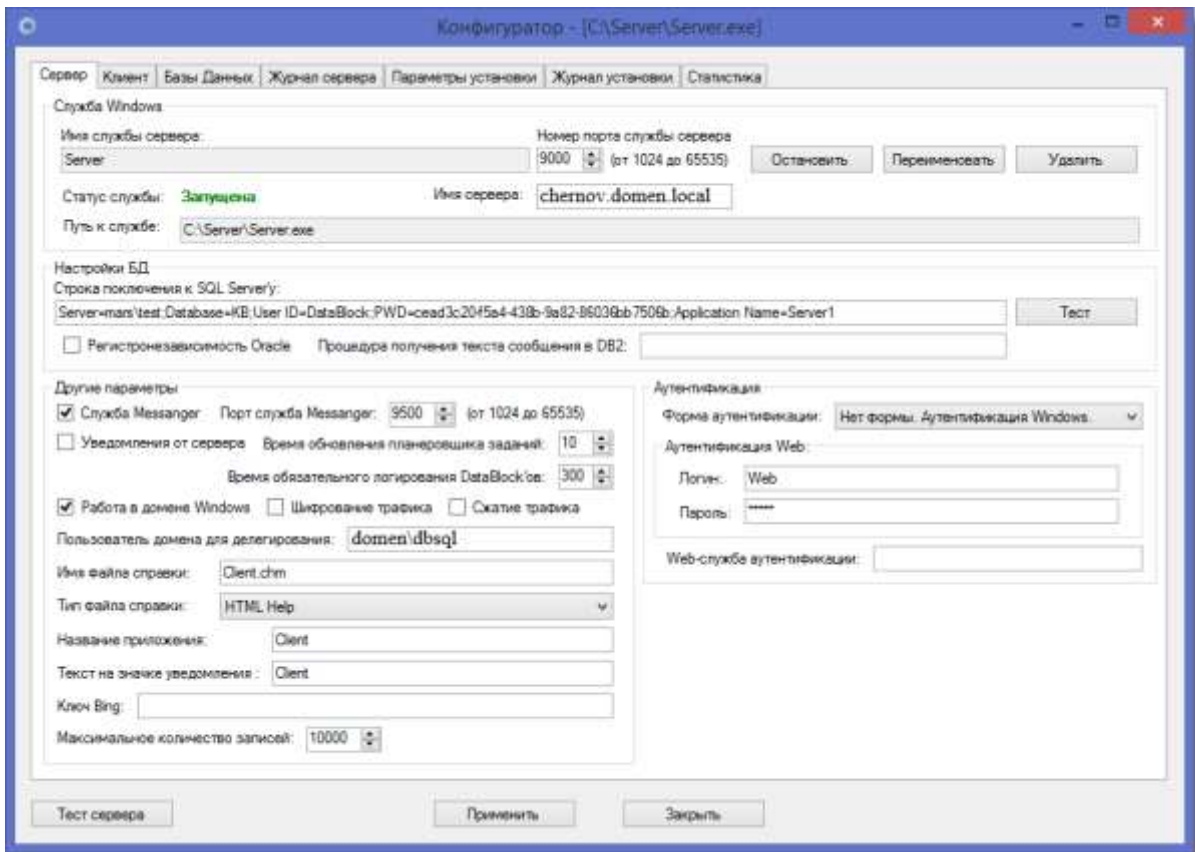 Конфигуратор - [C:\Server\Server.exe]
Сервер Клиент Базы Данных Журнал сервера Параметры установки Журнал установки Статистика
Служба Windows
Имя службы сервера: Номер порта службы сервера
Server 9000 (от 1024 до 65535) Остановить Переименовать Удалить
Статус службы: Запущена Имя сервера: chernov.domen.local
Путь к службе: C:\Server\Server.exe
Настройки БД
Строка поключения к SQL Server'у:
Server=mars\test;Database=KB;User ID=DataBlock;PWD=cead3c20-f5a4-438b-9a82-86036bb7506b;Application Name=Server1 Тест
Регистронезависимость Oracle Процедура получения текста сообщения в DB2:
Другие параметры Аутентификация
Служба Messanger Порт служба Messanger: 9500 (от 1024 до 65535) Форма аутентификации: Нет формы. Аутентификация Windows.
Уведомления от сервера Время обновления планеровщика заданий: 10 Аутентификация Web:
Время обязательного логирования DataBlock'ов: 300 Логин: Web
Работа в домене Windows Шифрование трафика Сжатие трафика Пароль: *****
Пользователь домена для делегирования: domen\dbsql
Web-служба аутентификации:
Имя файла справки: Client.chm
Тип файла справки: HTML Help
Название приложения: Client
Текст на значке уведомления : Client
Ключ Bing:
Максимальное количество записей: 10000
Тест сервера Применить Закрыть